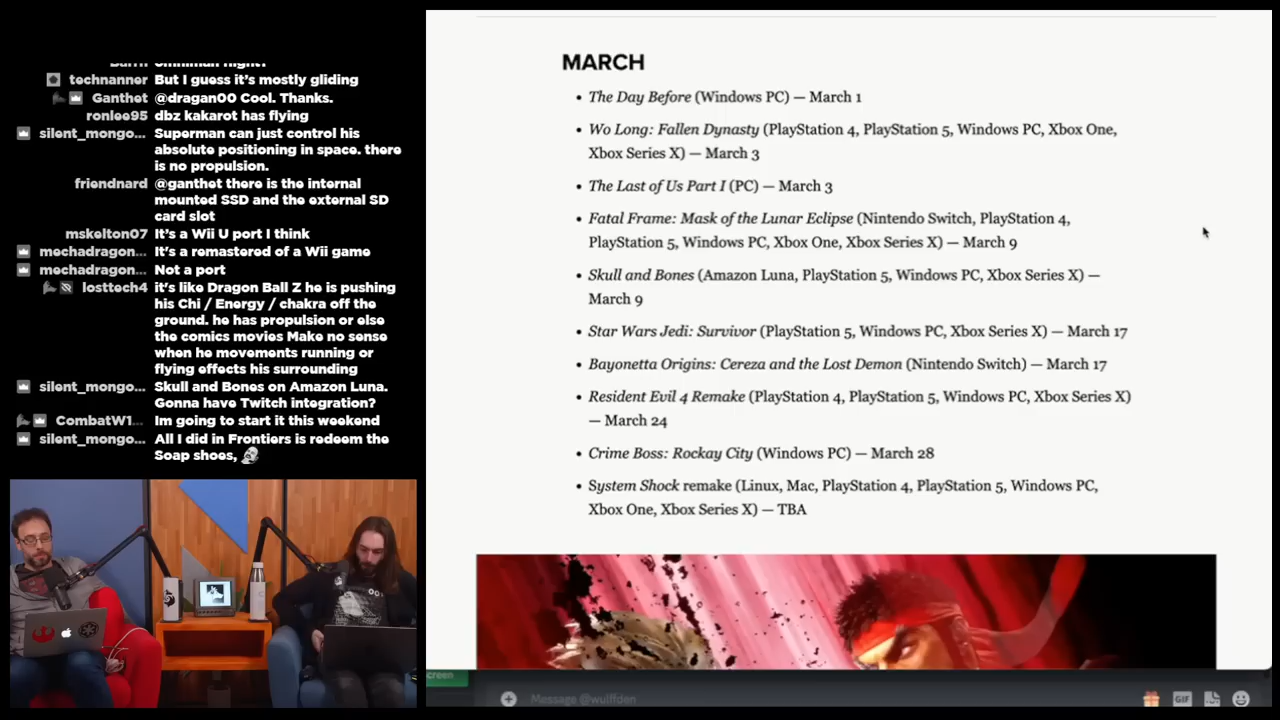 technanner But I guess it's mostly gliding
Ganthet @dragan00 Cool. Thanks.
ronlee95 dbz kakarot has flying
silent_mongo... Superman can just control his
absolute positioning in space. there
is no propulsion.
friendnard @ganthet there is the internal
mounted SSD and the external SD
card slot
mskelton07 It's a Wii U port I think
mechadragon... It's a remastered of a Wii game
mechadragon... Not a port
losttech4 it's like Dragon Ball Z he is pushing
his Chi / Energy / chakra off the
ground. he has propulsion or else
the comics movies Make no sense
when he movements running or
flying effects his surrounding
silent_mongo... Skull and Bones on Amazon Luna.
Gonna have Twitch integration?
CombatW1... Im going to start it this weekend
silent_mongo... All I did in Frontiers is redeem the
Soap shoes,
MARCH
• The Day Before (Windows PC) — March 1
• Wo Long: Fallen Dynasty (PlayStation 4, PlayStation 5, Windows PC, Xbox One,
Xbox Series X) — March 3
• The Last of Us Part I (PC) — March 3
• Fatal Frame: Mask of the Lunar Eclipse (Nintendo Switch, PlayStation 4,
PlayStation 5, Windows PC, Xbox One, Xbox Series X) — March 9
• Skull and Bones (Amazon Luna, PlayStation 5, Windows PC, Xbox Series X) —
March 9
• Star Wars Jedi: Survivor (PlayStation 5, Windows PC, Xbox Series X) — March 17
• Bayonetta Origins: Cereza and the Lost Demon (Nintendo Switch) — March 17
• Resident Evil 4 Remake (PlayStation 4, PlayStation 5, Windows PC, Xbox Series X)
— March 24
• Crime Boss: Rockay City (Windows PC) — March 28
• System Shock remake (Linux, Mac, PlayStation 4, PlayStation 5, Windows PC,
Xbox One, Xbox Series X) — TBA
creen
Message @wulffden
GIF